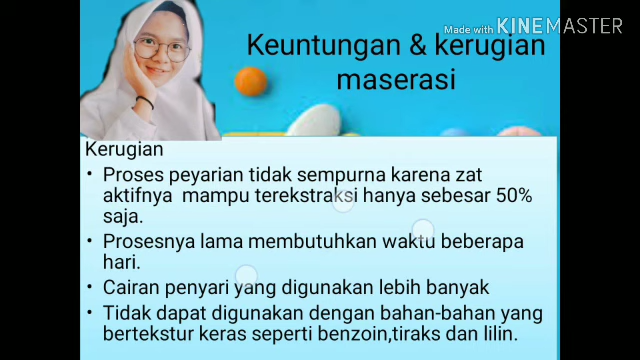 Made with KINEMASTER
Keuntungan & kerugian
maserasi
Kerugian
• Proses peyarian tidak sempurna karena zat
aktifnya mampu terekstraksi hanya sebesar 50%
saja.
• Prosesnya lama membutuhkan waktu beberapa
hari.
• Cairan penyari yang digunakan lebih banyak
• Tidak dapat digunakan dengan bahan-bahan yang
bertekstur keras seperti benzoin,tiraks dan lilin.